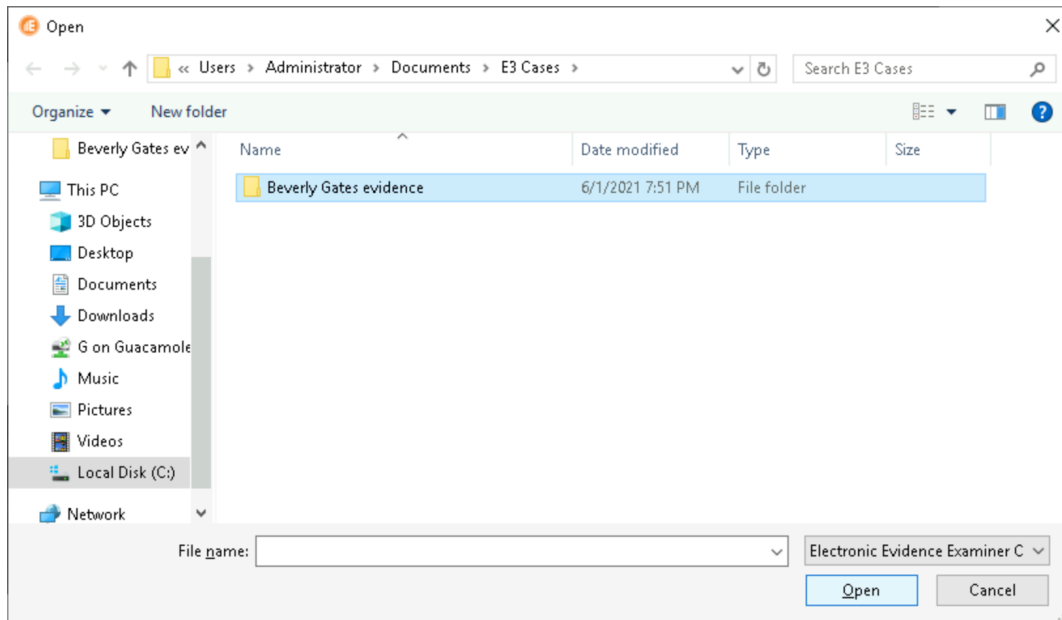 Open
« Users > Administrator > Documents > E3 Cases >
Search E3 Cases
Organize
New folder
Name
Date modified
Type
Size
Beverly Gates evidence
6/1/2021 7:51 PM
File folder
Beverly Gates ev
This PC
3D Objects
Desktop
Documents
Downloads
G on Guacamole
Music
Pictures
Videos
Local Disk (C:)
Network
File name:
Electronic Evidence Examiner C
Open
Cancel